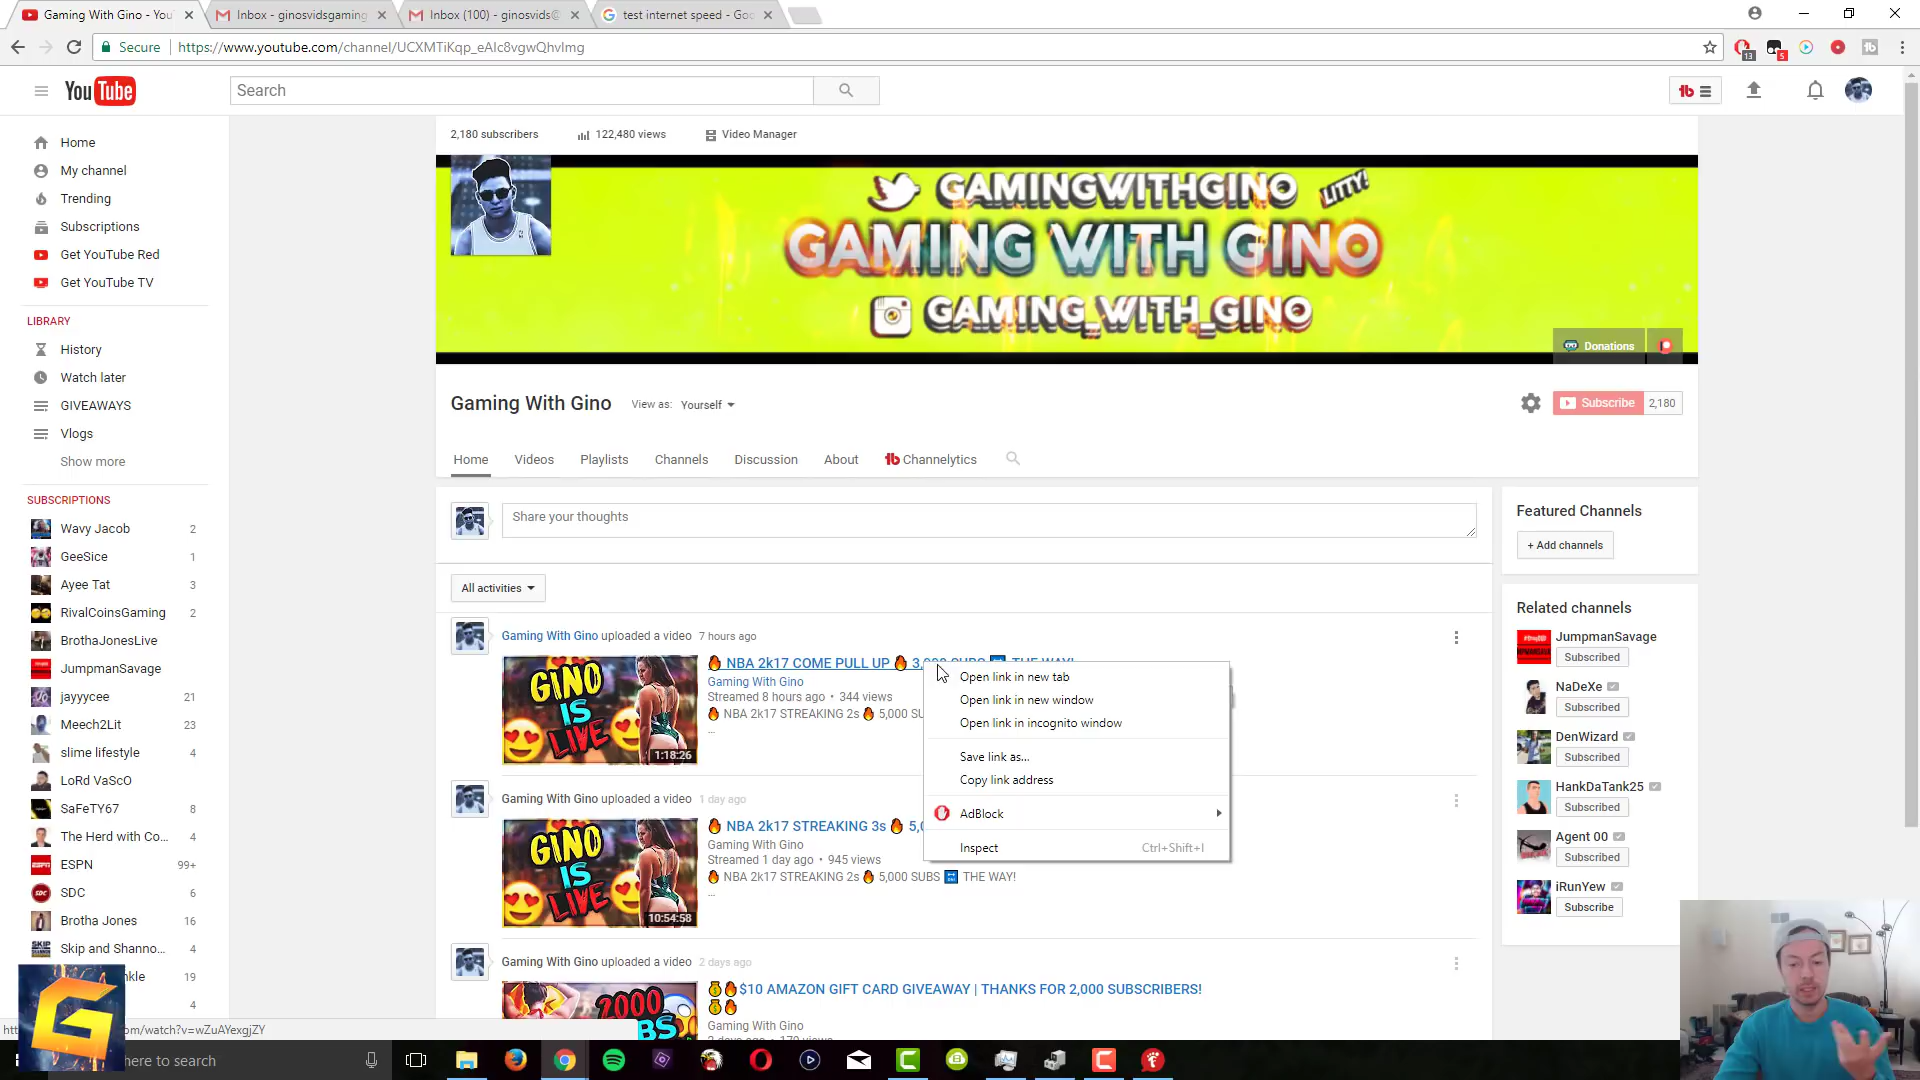 Gaming With Gino - You
Inbox - ginosvidsgaming
Inbox (100) - ginosvids@
test internet speed - Goo
Secure
https://www.youtube.com/channel/UCXMTiKqp_eAlc8vgwQhvlmg
13
5
YouTube
Search
2,180 subscribers
122,480 views
Video Manager
Home
My channel
Trending
Subscriptions
Get YouTube Red
Get YouTube TV
LIBRARY
History
Watch later
GIVEAWAYS
Vlogs
Show more
SUBSCRIPTIONS
Wavy Jacob 2
GeeSice 1
Ayee Tat 3
RivalCoinsGaming 2
BrothaJonesLive
JumpmanSavage
jayyycee 21
Meech2Lit 23
slime lifestyle 4
LoRd VaScO
SaFeTY67 8
The Herd with Co... 4
ESPN 99+
SDC 6
Brotha Jones 16
Skip and Shanno... 4
nkle 19
4
GAMINGWITHGINO
LITTY!
GAMING WITH GINO
GAMING_WITH_GINO
Donations
Gaming With Gino
View as: Yourself
Subscribe 2,180
Home
Videos
Playlists
Channels
Discussion
About
Channelytics
Share your thoughts
All activities
Gaming With Gino uploaded a video 7 hours ago
NBA 2k17 COME PULL UP 3,000 SUBS THE WAY!
Gaming With Gino
Streamed 8 hours ago • 344 views
NBA 2K17 STREAKING 2s 5,000 SU
...
GINO IS LIVE
1:18:26
Open link in new tab
Open link in new window
Open link in incognito window
Save link as...
Copy link address
AdBlock
Inspect Ctrl+Shift+I
Gaming With Gino uploaded a video 1 day ago
NBA 2k17 STREAKING 3s 5,0
Gaming With Gino
Streamed 1 day ago • 945 views
NBA 2K17 STREAKING 2s 5,000 SUBS THE WAY!
...
GINO IS LIVE
10:54:58
Gaming With Gino uploaded a video 2 days ago
$10 AMAZON GIFT CARD GIVEAWAY | THANKS FOR 2,000 SUBSCRIBERS!
Gaming With Gino
2000
BS
Featured Channels
+ Add channels
Related channels
JumpmanSavage
Subscribed
NaDeXe
Subscribed
DenWizard
Subscribed
HankDaTank25
Subscribed
Agent 00
Subscribed
iRunYew
Subscribe
G
om/watch?v=wZuAYexgjZY
here to search